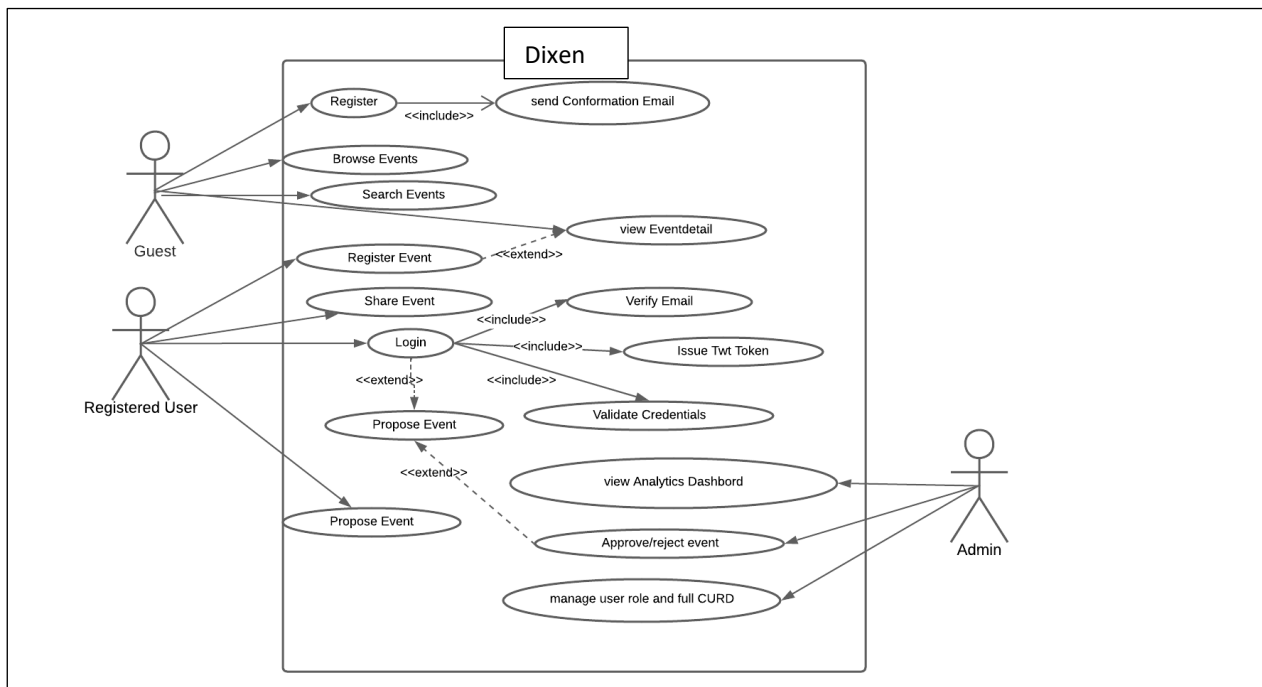 Dixen
Register
<<include>>
send Conformation Email
Browse Events
Search Events
Guest
view Eventdetail
Register Event
<<extend>>
Share Event
Verify Email
<<include>>
Login
<<include>>
Issue Twt Token
<<extend>>
<<include>>
Registered User
Validate Credentials
Propose Event
<<extend>>
view Analytics Dashbord
Propose Event
Approve/reject event
Admin
manage user role and full CURD